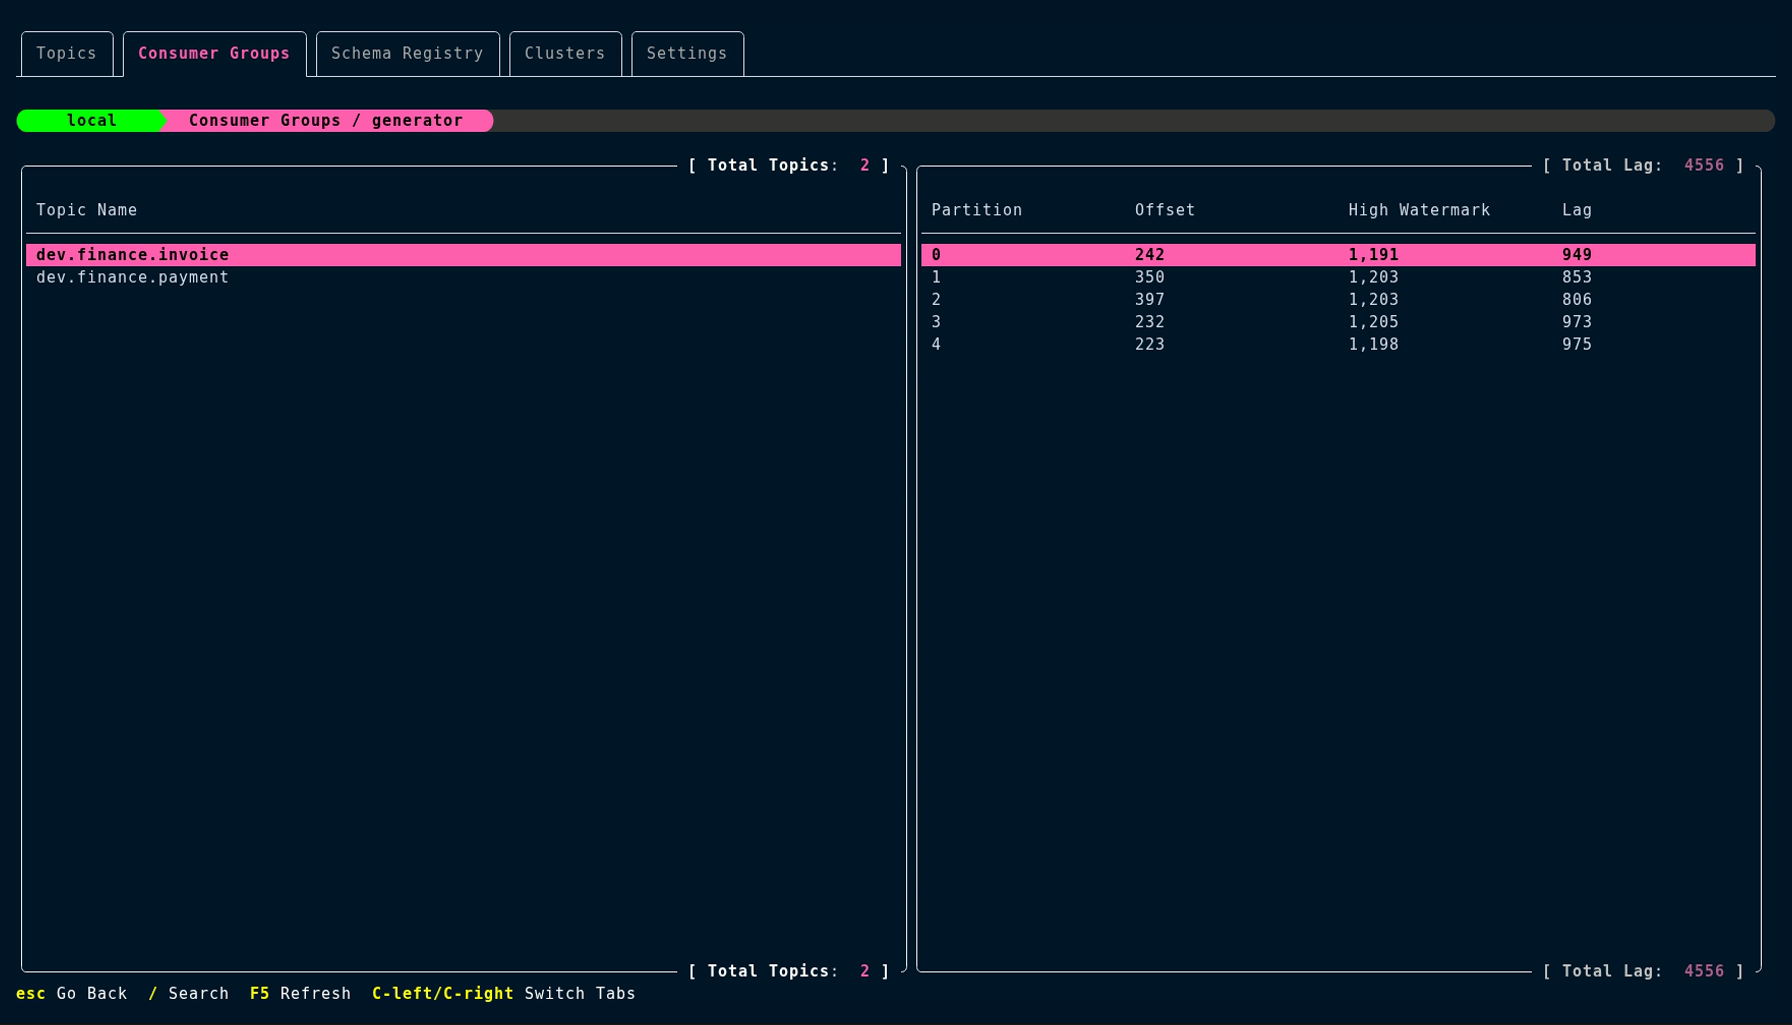 Topics Consumer Groups Schema Registry Clusters Settings
local Consumer Groups / generator
[ Total Topics: 2 ] [ Total Lag: 4556 ]
Topic Name Partition Offset High Watermark Lag
dev.finance.invoice 0 242 1,191 949
dev.finance.payment 1 350 1,203 853
2 397 1,203 806
3 232 1,205 973
4 223 1,198 975
[ Total Topics: 2 ] [ Total Lag: 4556 ]
esc Go Back / Search F5 Refresh C-left/C-right Switch Tabs